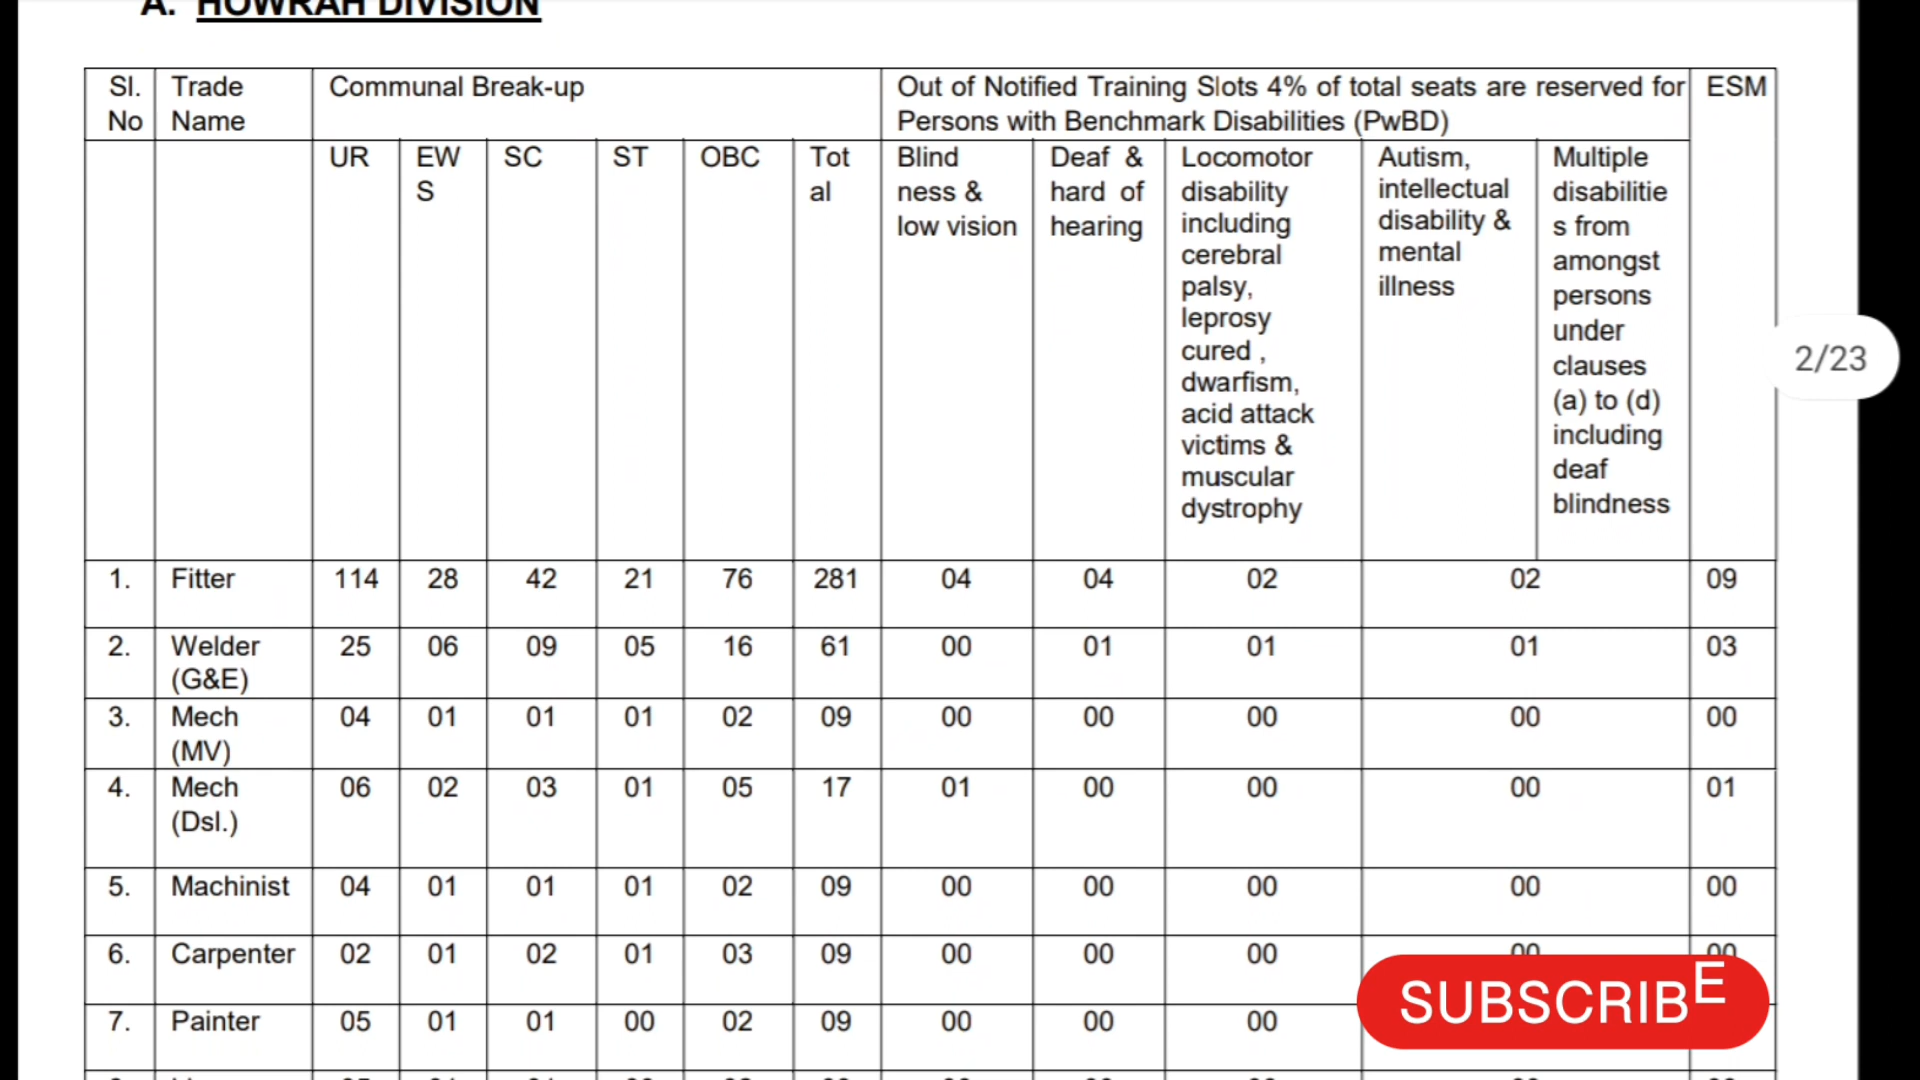 A. HOWRAH DIVISION
Sl. No | Trade Name | Communal Break-up | Out of Notified Training Slots 4% of total seats are reserved for Persons with Benchmark Disabilities (PwBD) | ESM
UR | EW S | SC | ST | OBC | Tot al | Blind ness & low vision | Deaf & hard of hearing | Locomotor disability including cerebral palsy, leprosy cured , dwarfism, acid attack victims & muscular dystrophy | Autism, intellectual disability & mental illness | Multiple disabilitie s from amongst persons under clauses (a) to (d) including deaf blindness
2/23
1. | Fitter | 114 | 28 | 42 | 21 | 76 | 281 | 04 | 04 | 02 | 02 | 09
2. | Welder (G&E) | 25 | 06 | 09 | 05 | 16 | 61 | 00 | 01 | 01 | 01 | 03
3. | Mech (MV) | 04 | 01 | 01 | 01 | 02 | 09 | 00 | 00 | 00 | 00 | 00
4. | Mech (Dsl.) | 06 | 02 | 03 | 01 | 05 | 17 | 01 | 00 | 00 | 00 | 01
5. | Machinist | 04 | 01 | 01 | 01 | 02 | 09 | 00 | 00 | 00 | 00 | 00
6. | Carpenter | 02 | 01 | 02 | 01 | 03 | 09 | 00 | 00 | 00 | 00 | 00
7. | Painter | 05 | 01 | 01 | 00 | 02 | 09 | 00 | 00 | 00
SUBSCRIBE